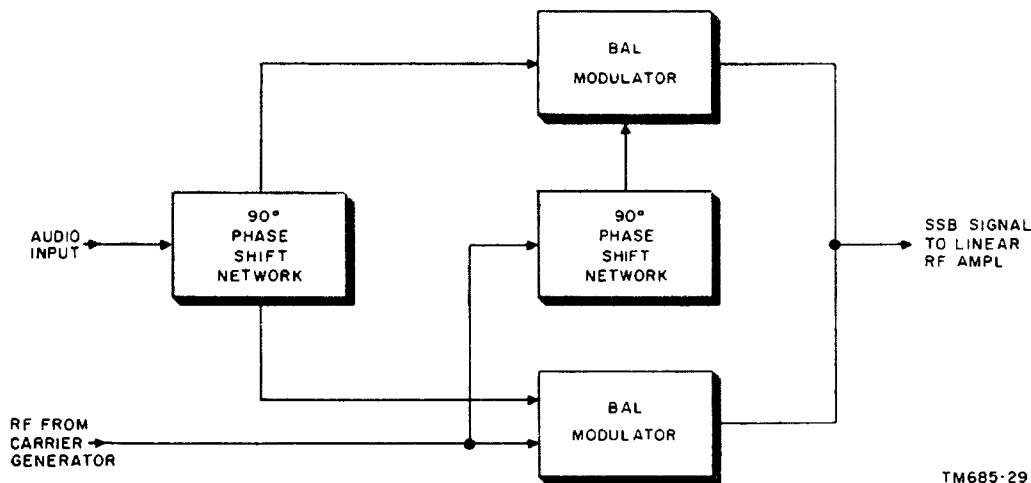 BAL
MODULATOR
AUDIO
INPUT
90°
PHASE
SHIFT
NETWORK
90°
PHASE
SHIFT
NETWORK
SSB SIGNAL
TO LINEAR
RF AMPL
RF FROM
CARRIER
GENERATOR
BAL
MODULATOR
TM685-29